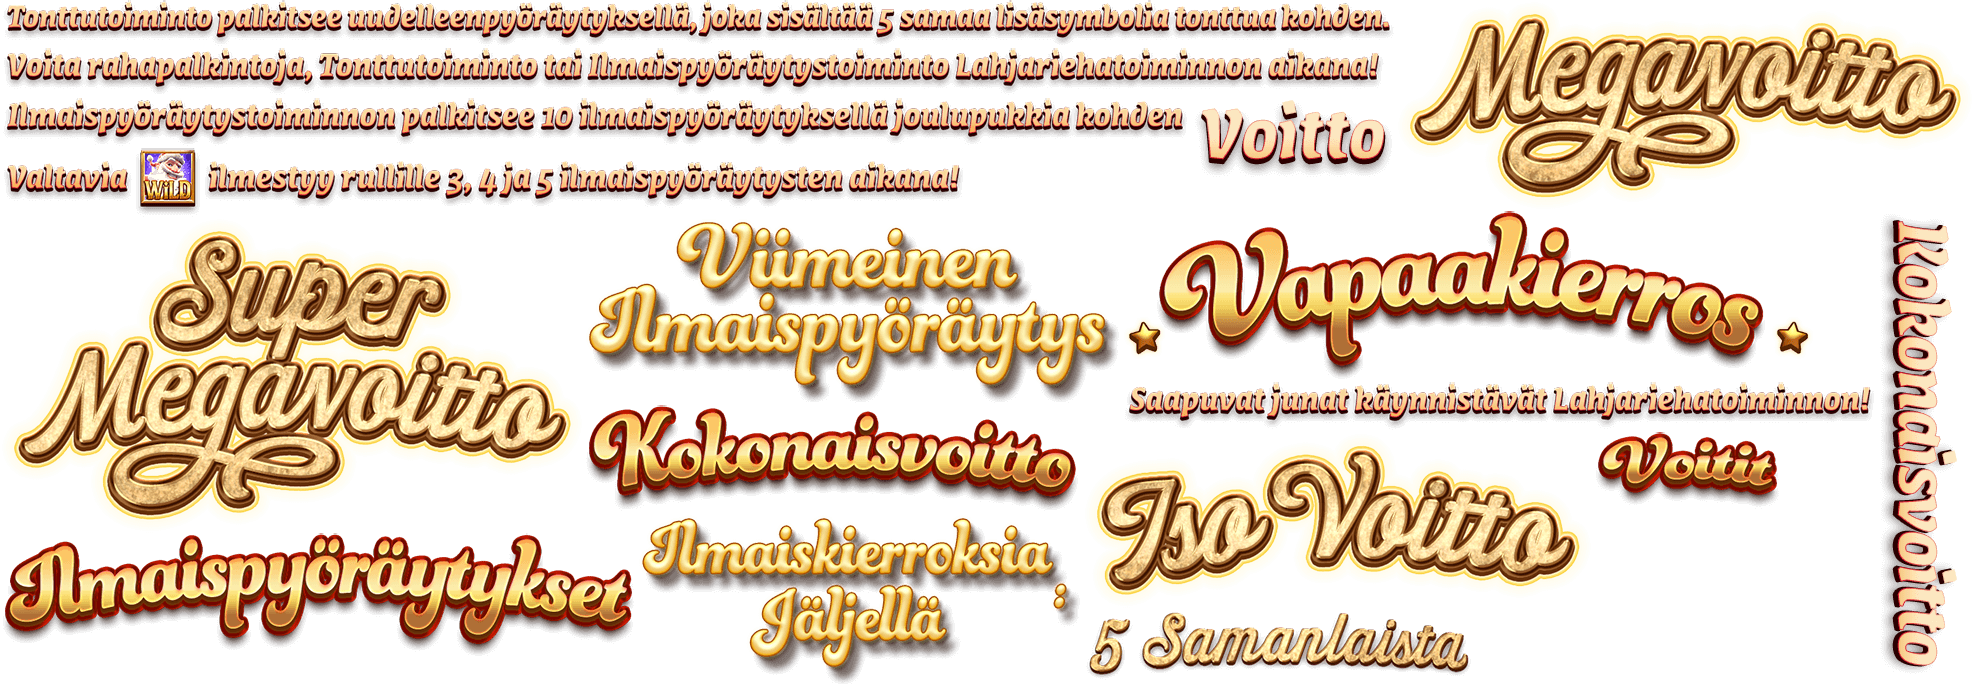 Tonttutoiminto palkitsee uudelleenpyöräytyksellä, joka sisältää 5 samaa lisäsymbolia tonttua kohden.
Voita rahapalkintoja, Tonttutoiminto tai Ilmaispyöräytystoiminto Lahjariehatoiminnon aikana!
Ilmaispyöräytystoiminnon palkitsee 10 ilmaispyöräytyksellä joulupukkia kohden
Valtavia WILD ilmestyy rullille 3, 4 ja 5 ilmaispyöräytysten aikana!
Voitto
Megavoitto
Super
Megavoitto
Viimeinen
Ilmaispyöräytys
Vapaakierros
Saapuvat junat käynnistävät Lahjariehatoiminnon!
Kokonaisvoitto
Voitit
Iso Voitto
Ilmaispyöräytykset
Ilmaiskierroksia
Jäljellä :
5 Samanlaista
Kokonaisvoitto